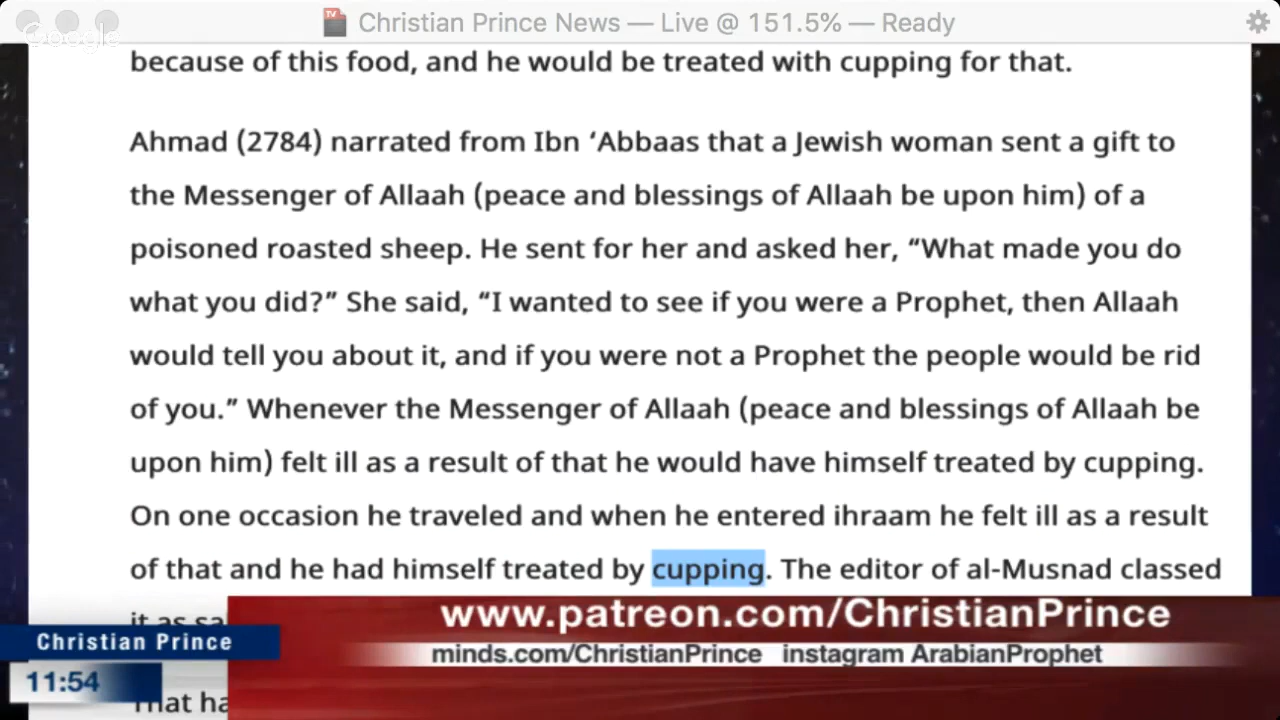 Christian Prince News — Live @ 151.5% — Ready
Google
because of this food, and he would be treated with cupping for that.
Ahmad (2784) narrated from Ibn ‘Abbaas that a Jewish woman sent a gift to
the Messenger of Allaah (peace and blessings of Allaah be upon him) of a
poisoned roasted sheep. He sent for her and asked her, “What made you do
what you did?” She said, “I wanted to see if you were a Prophet, then Allaah
would tell you about it, and if you were not a Prophet the people would be rid
of you.” Whenever the Messenger of Allaah (peace and blessings of Allaah be
upon him) felt ill as a result of that he would have himself treated by cupping.
On one occasion he traveled and when he entered ihraam he felt ill as a result
of that and he had himself treated by cupping. The editor of al-Musnad classed
it as
www.patreon.com/ChristianPrince
Christian Prince
minds.com/ChristianPrince instagram ArabianProphet
11:54
That